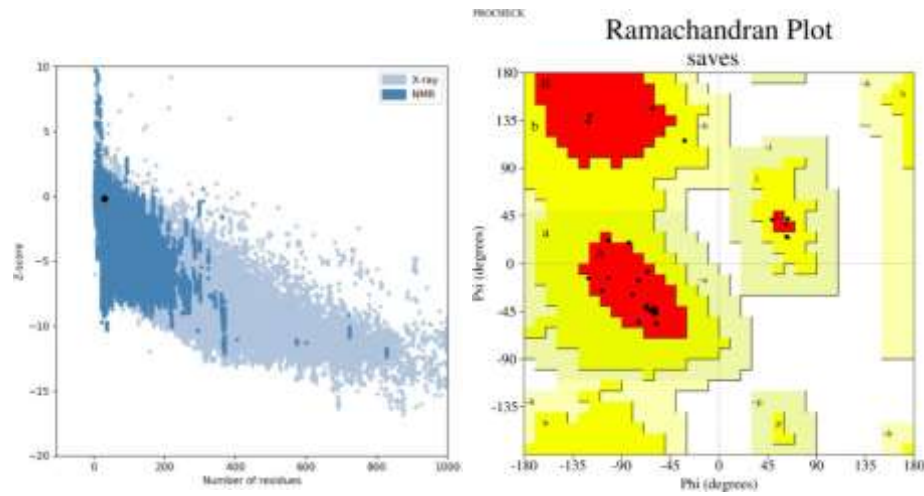 PROCHECK
Ramachandran Plot
saves
10
5
0
−5
−10
−15
−20
Z-score
0
200
400
600
800
1000
Number of residues
X-ray
NMR
180
135
90
45
0
-45
-90
-135
Psi (degrees)
-180
-135
-90
-45
0
45
90
135
180
Phi (degrees)
b
a